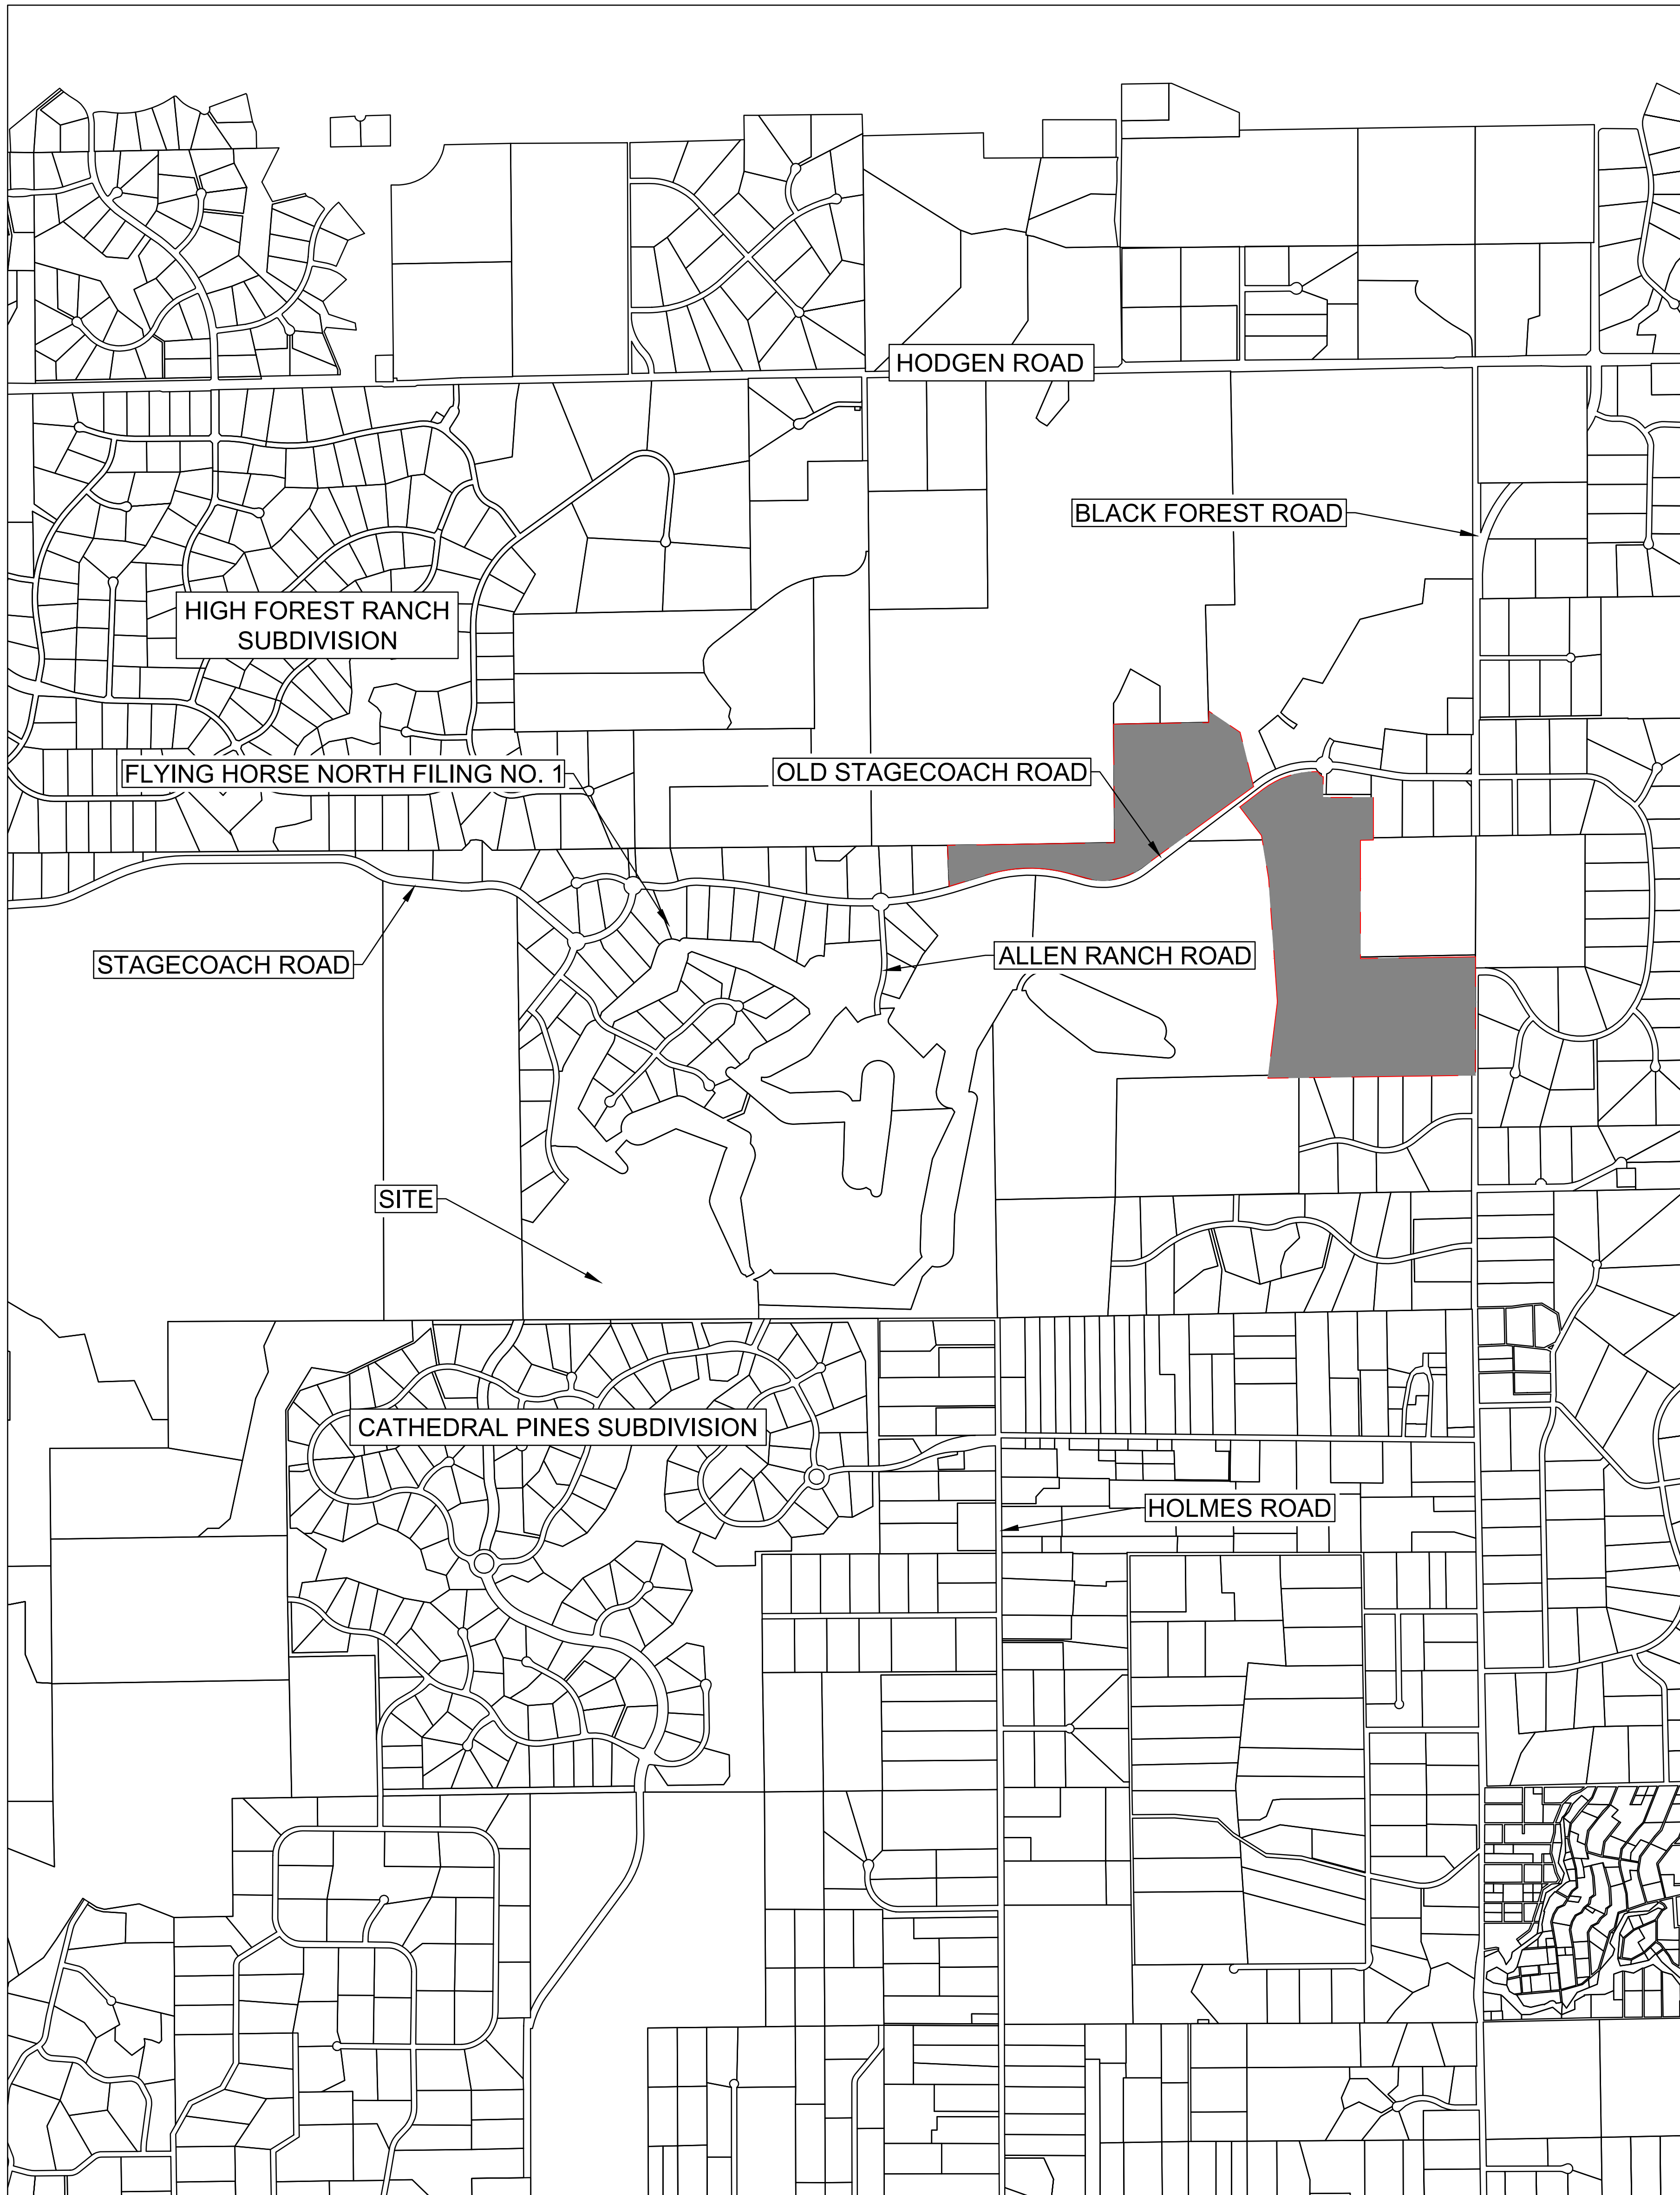 HODGEN ROAD
BLACK FOREST ROAD
HIGH FOREST RANCH
SUBDIVISION
FLYING HORSE NORTH FILING NO. 1
OLD STAGECOACH ROAD
STAGECOACH ROAD
ALLEN RANCH ROAD
SITE
CATHEDRAL PINES SUBDIVISION
HOLMES ROAD